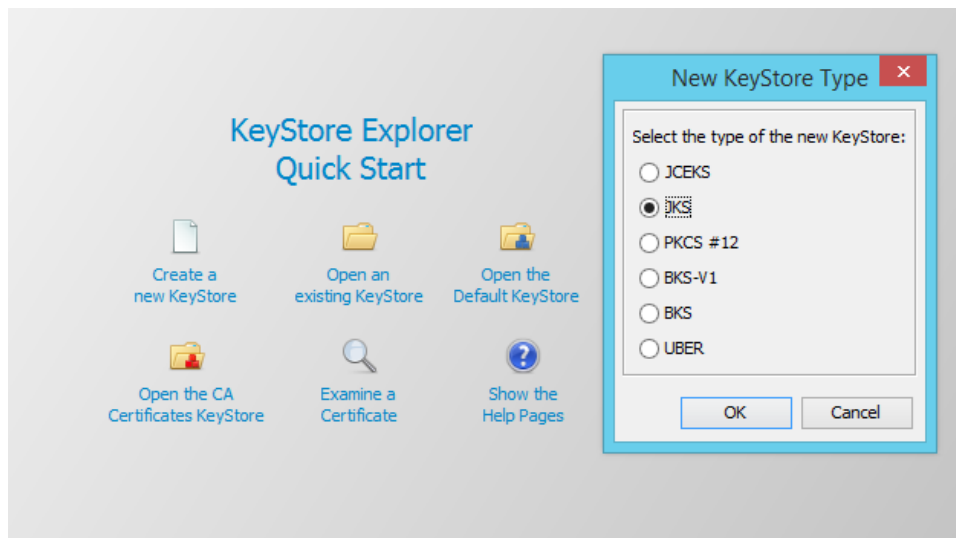 KeyStore Explorer
Quick Start
Create a
new KeyStore
Open an
existing KeyStore
Open the
Default KeyStore
Open the CA
Certificates KeyStore
Examine a
Certificate
Show the
Help Pages
New KeyStore Type
Select the type of the new KeyStore:
JCEKS
JKS
PKCS #12
BKS-V1
BKS
UBER
OK
Cancel